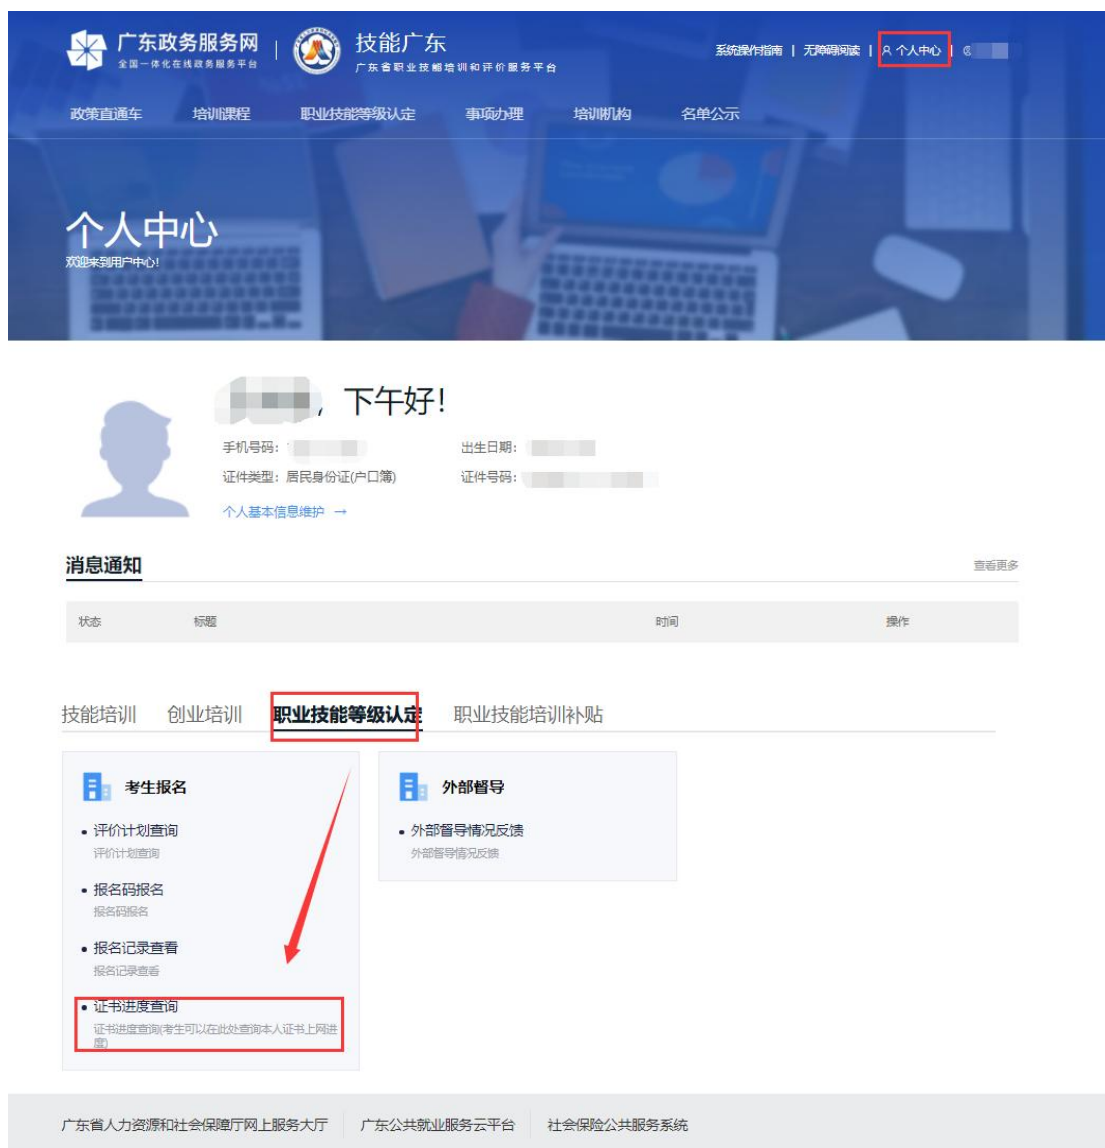 广东政务服务网
全国一体化在线政务服务平台
技能广东
广东省职业技能培训和评价服务平台
系统操作指南 | 无障碍阅读 | 个人中心 |
政策直通车 培训课程 职业技能等级认定 事项办理 培训机构 名单公示
个人中心
欢迎来到用户中心!
, 下午好!
手机号码: 出生日期:
证件类型: 居民身份证(户口簿) 证件号码:
个人基本信息维护 →
消息通知 查看更多
状态 标题 时间 操作
技能培训 创业培训 职业技能等级认定 职业技能培训补贴
考生报名
• 评价计划查询
评价计划查询
• 报名码报名
报名码报名
• 报名记录查看
报名记录查看
• 证书进度查询
证书进度查询(考生可以在此处查询本人证书上网进
度)
外部督导
• 外部督导情况反馈
外部督导情况反馈
广东省人力资源和社会保障厅网上服务大厅 广东公共就业服务云平台 社会保险公共服务系统